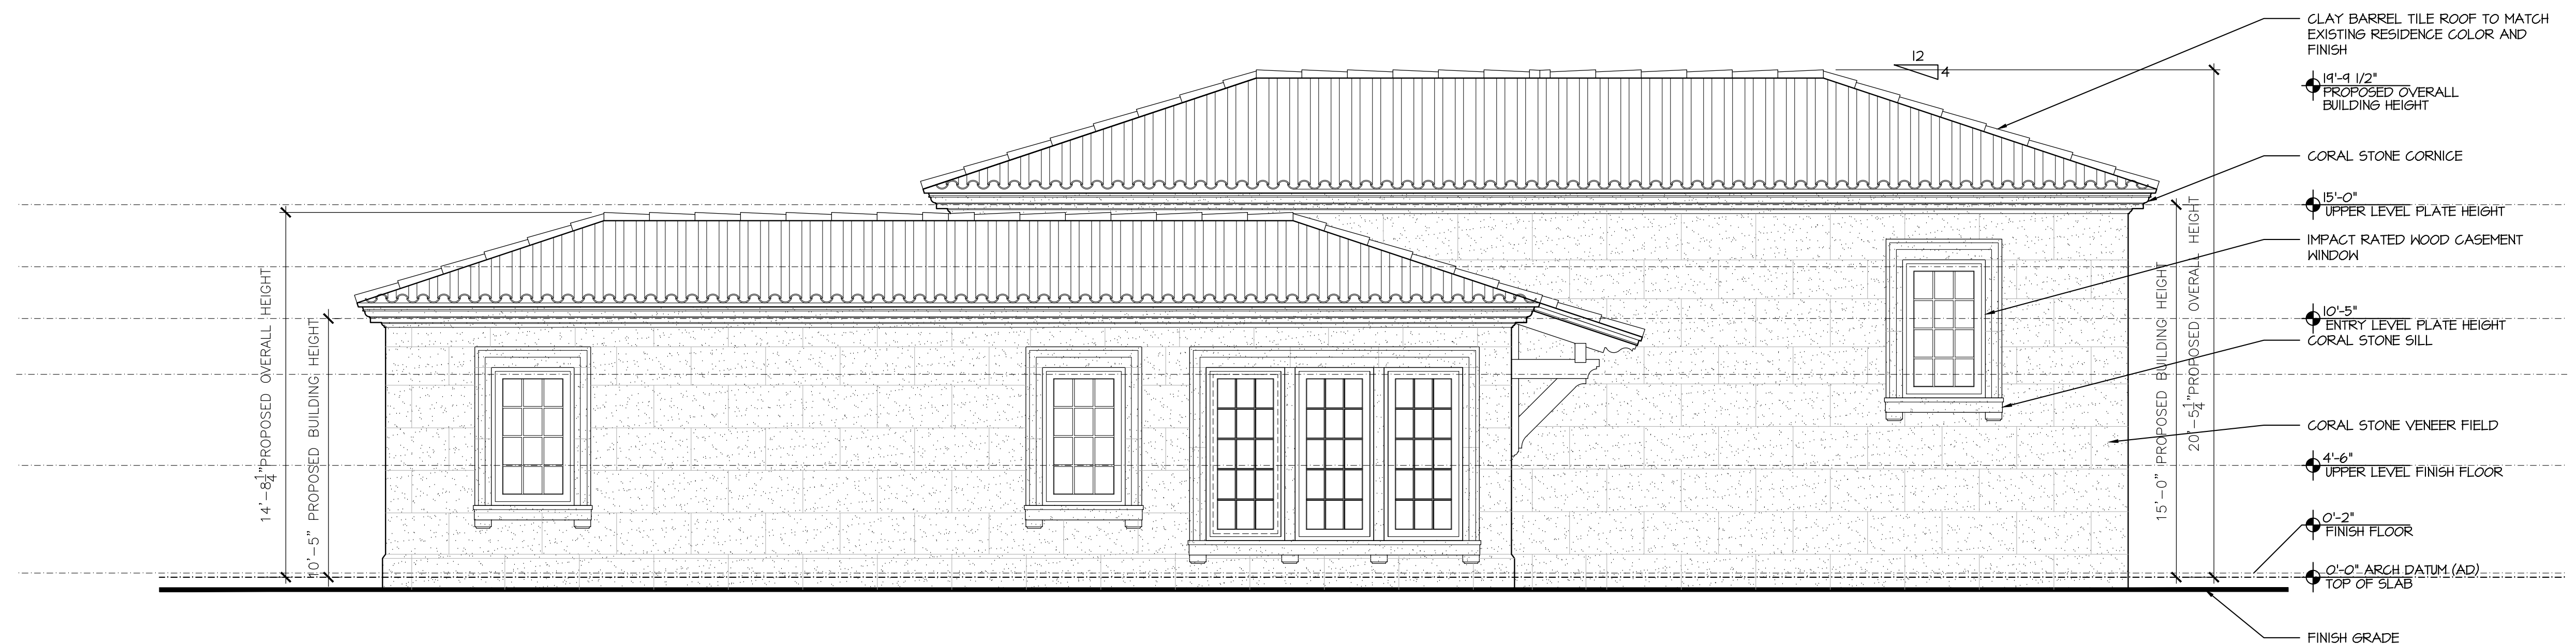 CLAY BARREL TILE ROOF TO MATCH
EXISTING RESIDENCE COLOR AND
FINISH
12
4
19'-9 1/2"
PROPOSED OVERALL
BUILDING HEIGHT
CORAL STONE CORNICE
15'-0"
UPPER LEVEL PLATE HEIGHT
IMPACT RATED WOOD CASEMENT
WINDOW
10'-5"
ENTRY LEVEL PLATE HEIGHT
CORAL STONE SILL
CORAL STONE VENEER FIELD
4'-6"
UPPER LEVEL FINISH FLOOR
0'-2"
FINISH FLOOR
0'-0" ARCH DATUM (AD)
TOP OF SLAB
FINISH GRADE
14'-8 1/4" PROPOSED OVERALL HEIGHT
10'-5" PROPOSED BUILDING HEIGHT
15'-0" PROPOSED BUILDING HEIGHT
20'-5 1/4" PROPOSED OVERALL HEIGHT